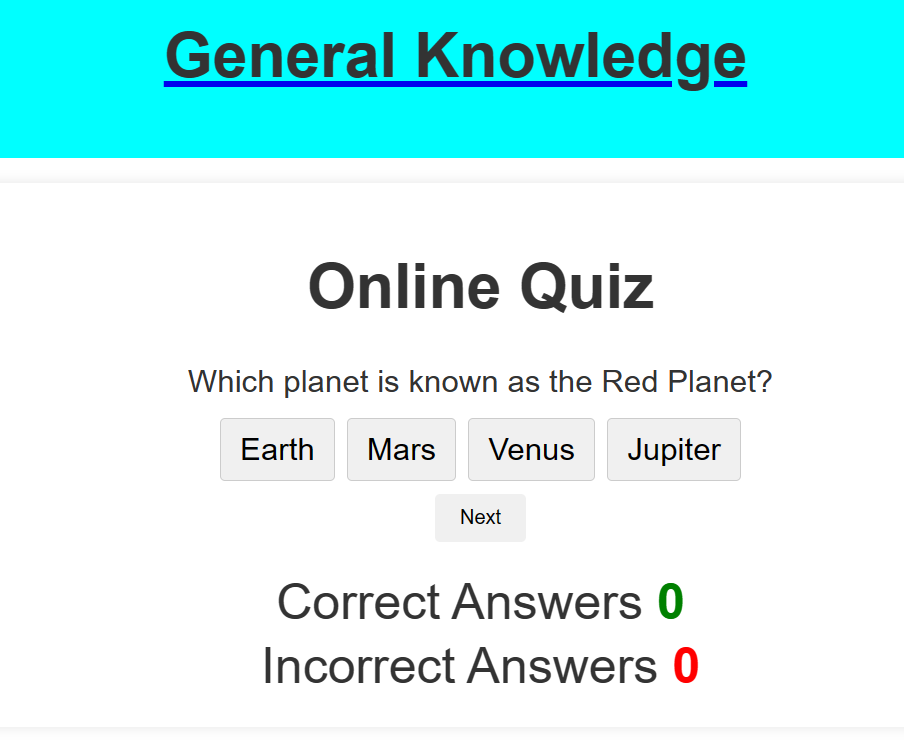 General Knowledge
Online Quiz
Which planet is known as the Red Planet?
Earth Mars Venus Jupiter
Next
Correct Answers 0
Incorrect Answers 0